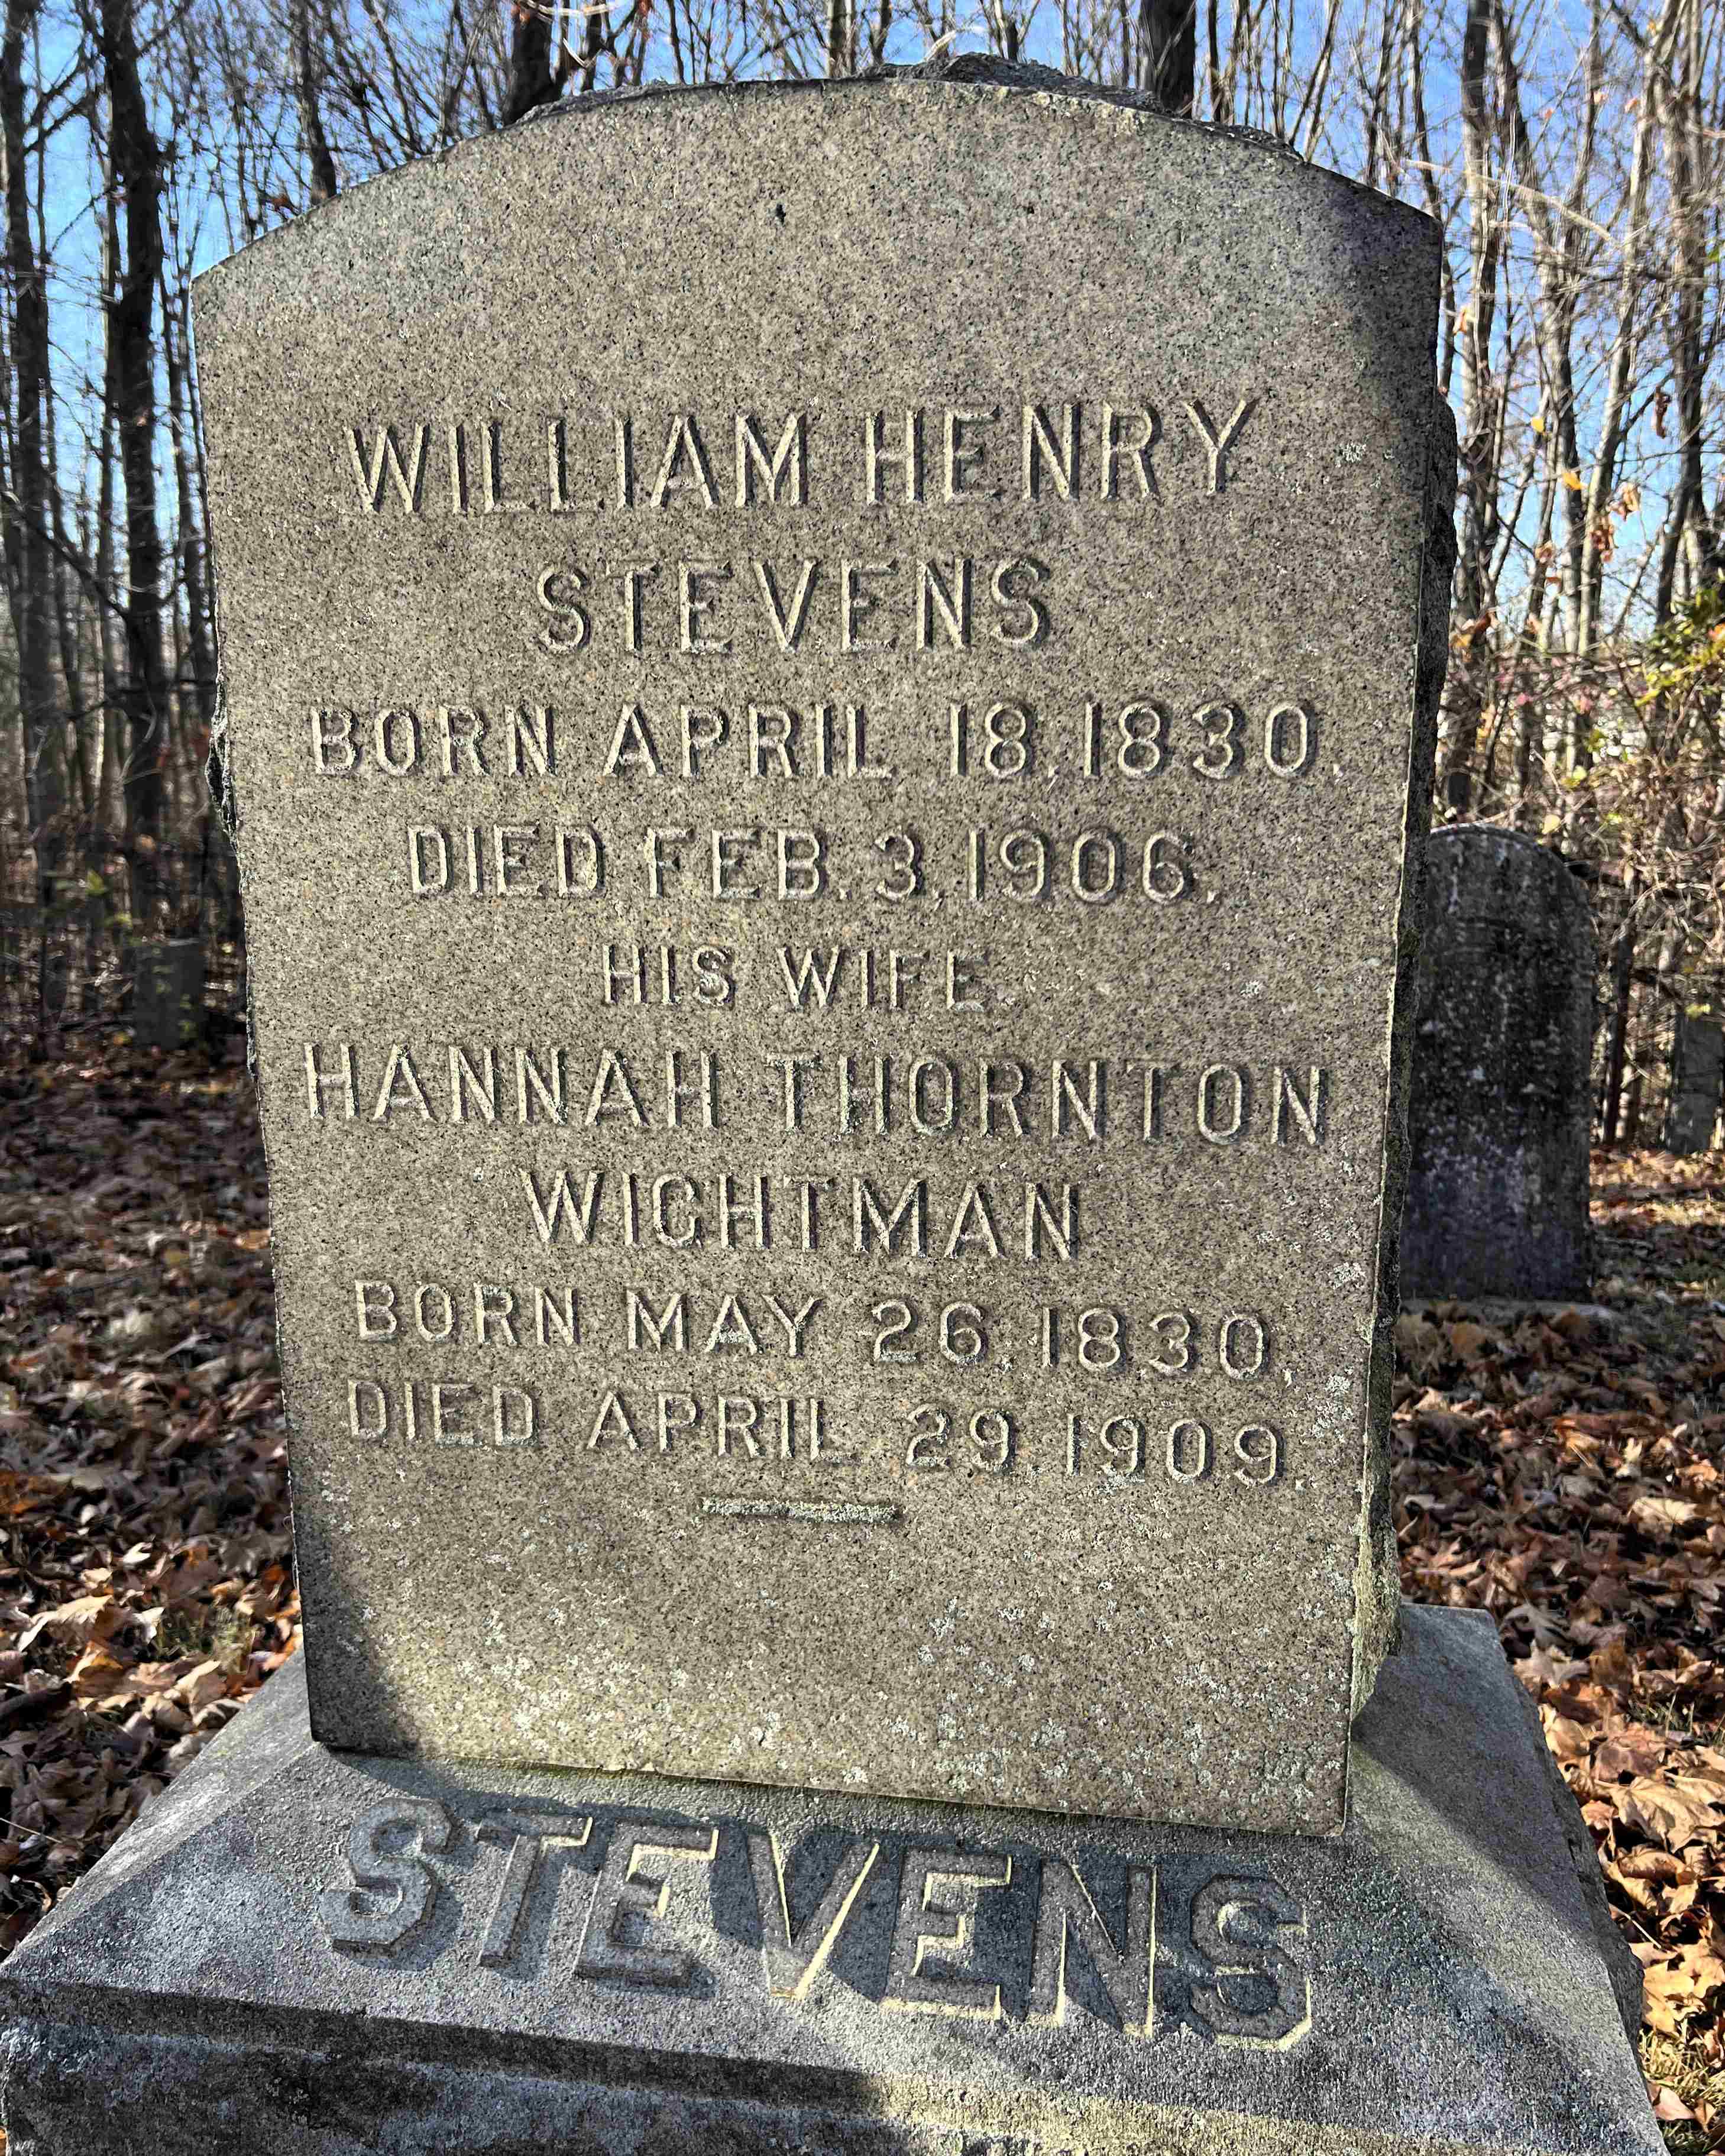 WILLIAM HENRY
STEVENS
BORN APRIL 18, 1830.
DIED FEB. 3, 1906.
HIS WIFE
HANNAH THORNTON
WIGHTMAN
BORN MAY 26, 1830.
DIED APRIL 29, 1909.
STEVENS